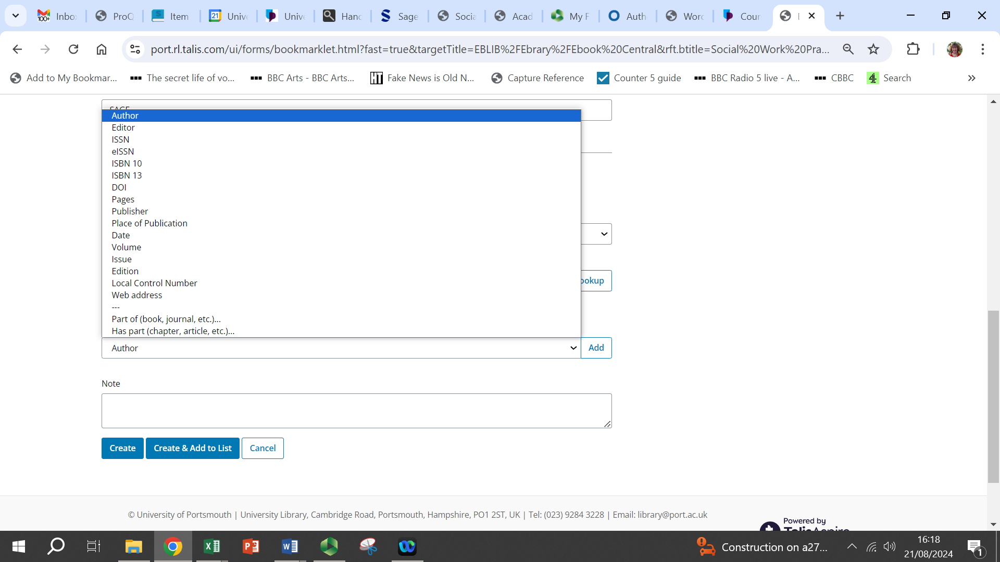 Inbo
ProQ
Item
Unive
Unive
Hand
Sage
Socia
Acad
My F
Auth
Word
Cour
port.rl.talis.com/ui/forms/bookmarklet.html?fast=true&targetTitle=EBLIB%2FEbrary%2FEbook%20Central&rft.btitle=Social%20Work%20Pra...
Add to My Bookmar...
The secret life of vo...
BBC Arts - BBC Arts...
Fake News is Old N...
Capture Reference
Counter 5 guide
BBC Radio 5 live - A...
CBBC
Search
SAGE
Author
Editor
ISSN
eISSN
ISBN 10
ISBN 13
DOI
Pages
Publisher
Place of Publication
Date
Volume
Issue
Edition
Local Control Number
Web address
---
Part of (book, journal, etc.)...
Has part (chapter, article, etc.)...
ookup
Author
Add
Note
Create
Create & Add to List
Cancel
© University of Portsmouth | University Library, Cambridge Road, Portsmouth, Hampshire, PO1 2ST, UK | Tel: (023) 9284 3228 | Email: library@port.ac.uk
Powered by
TalisAspire
Construction on a27...
16:18
21/08/2024
1